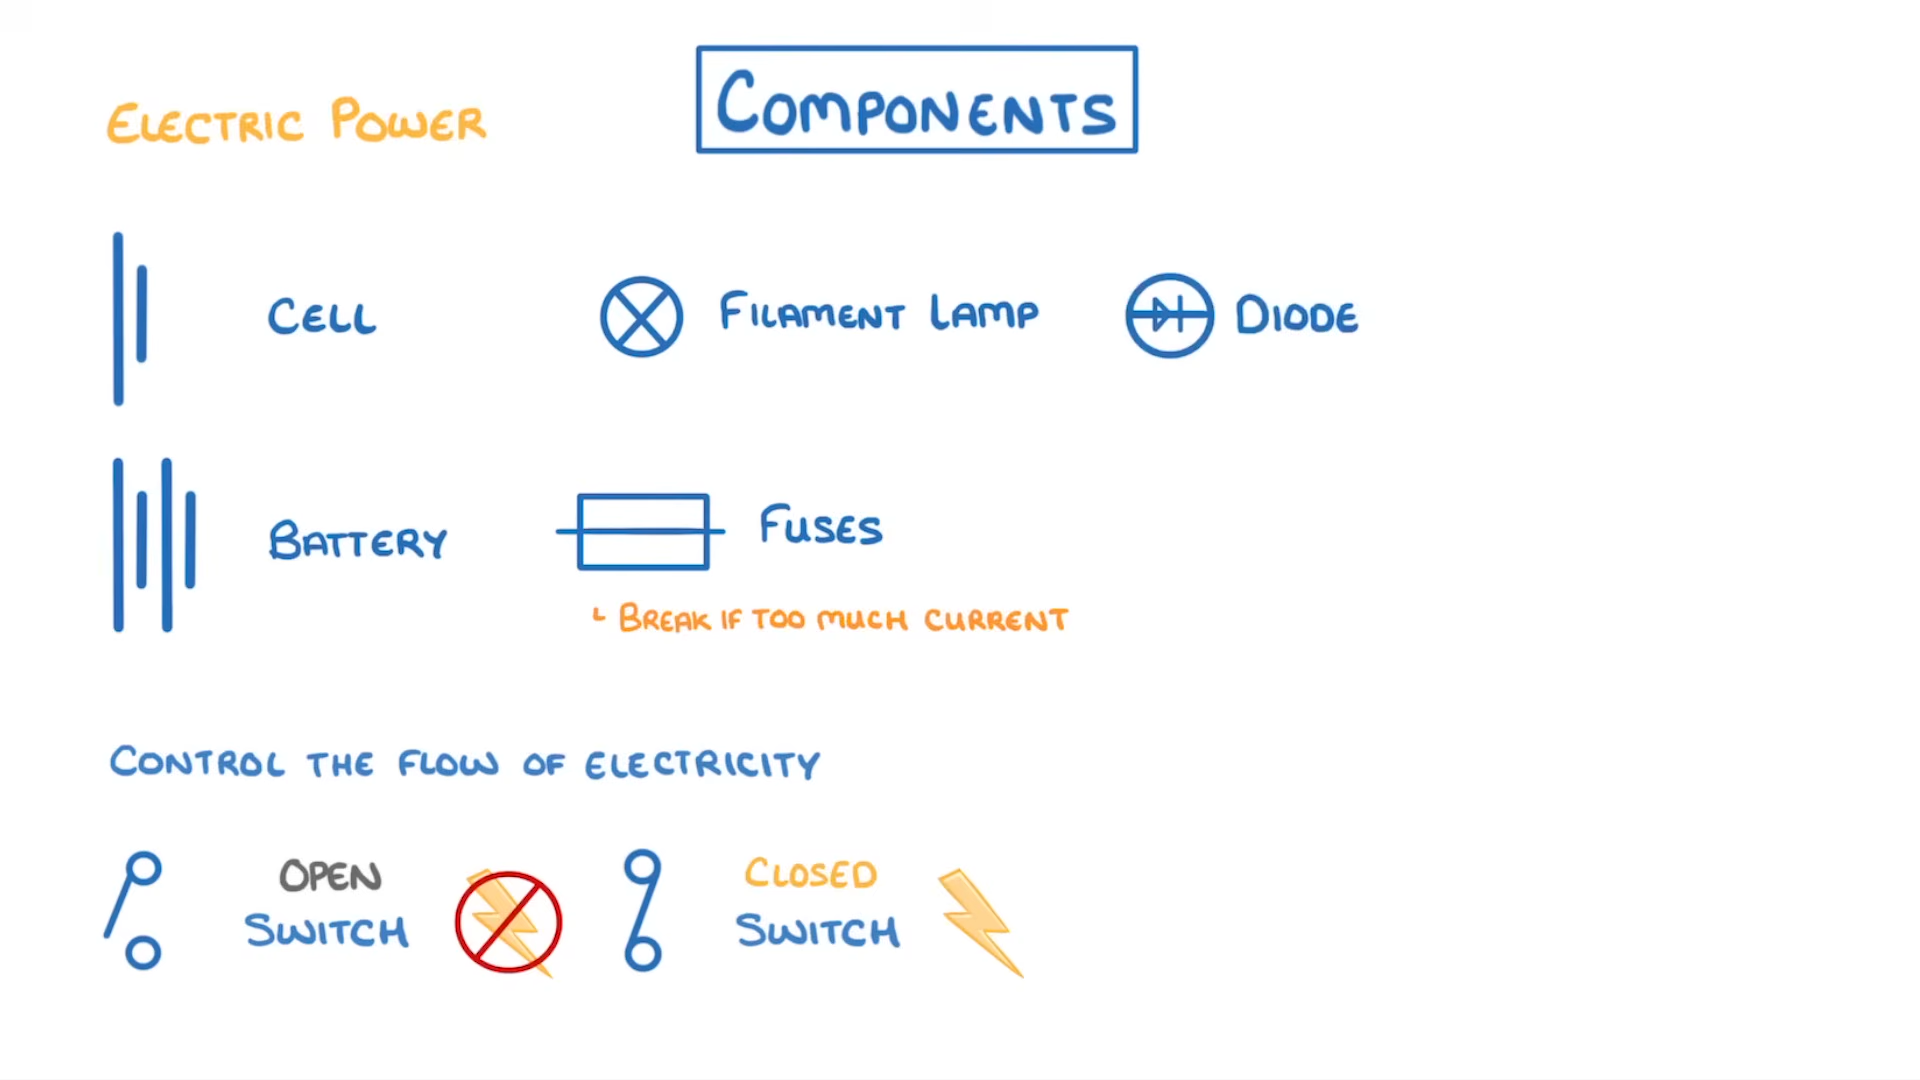 COMPONENTS
ELECTRIC POWER
CELL
FILAMENT LAMP
DIODE
BATTERY
FUSES
BREAK IF TOO MUCH CURRENT
CONTROL THE FLOW OF ELECTRICITY
OPEN
SWITCH
CLOSED
SWITCH